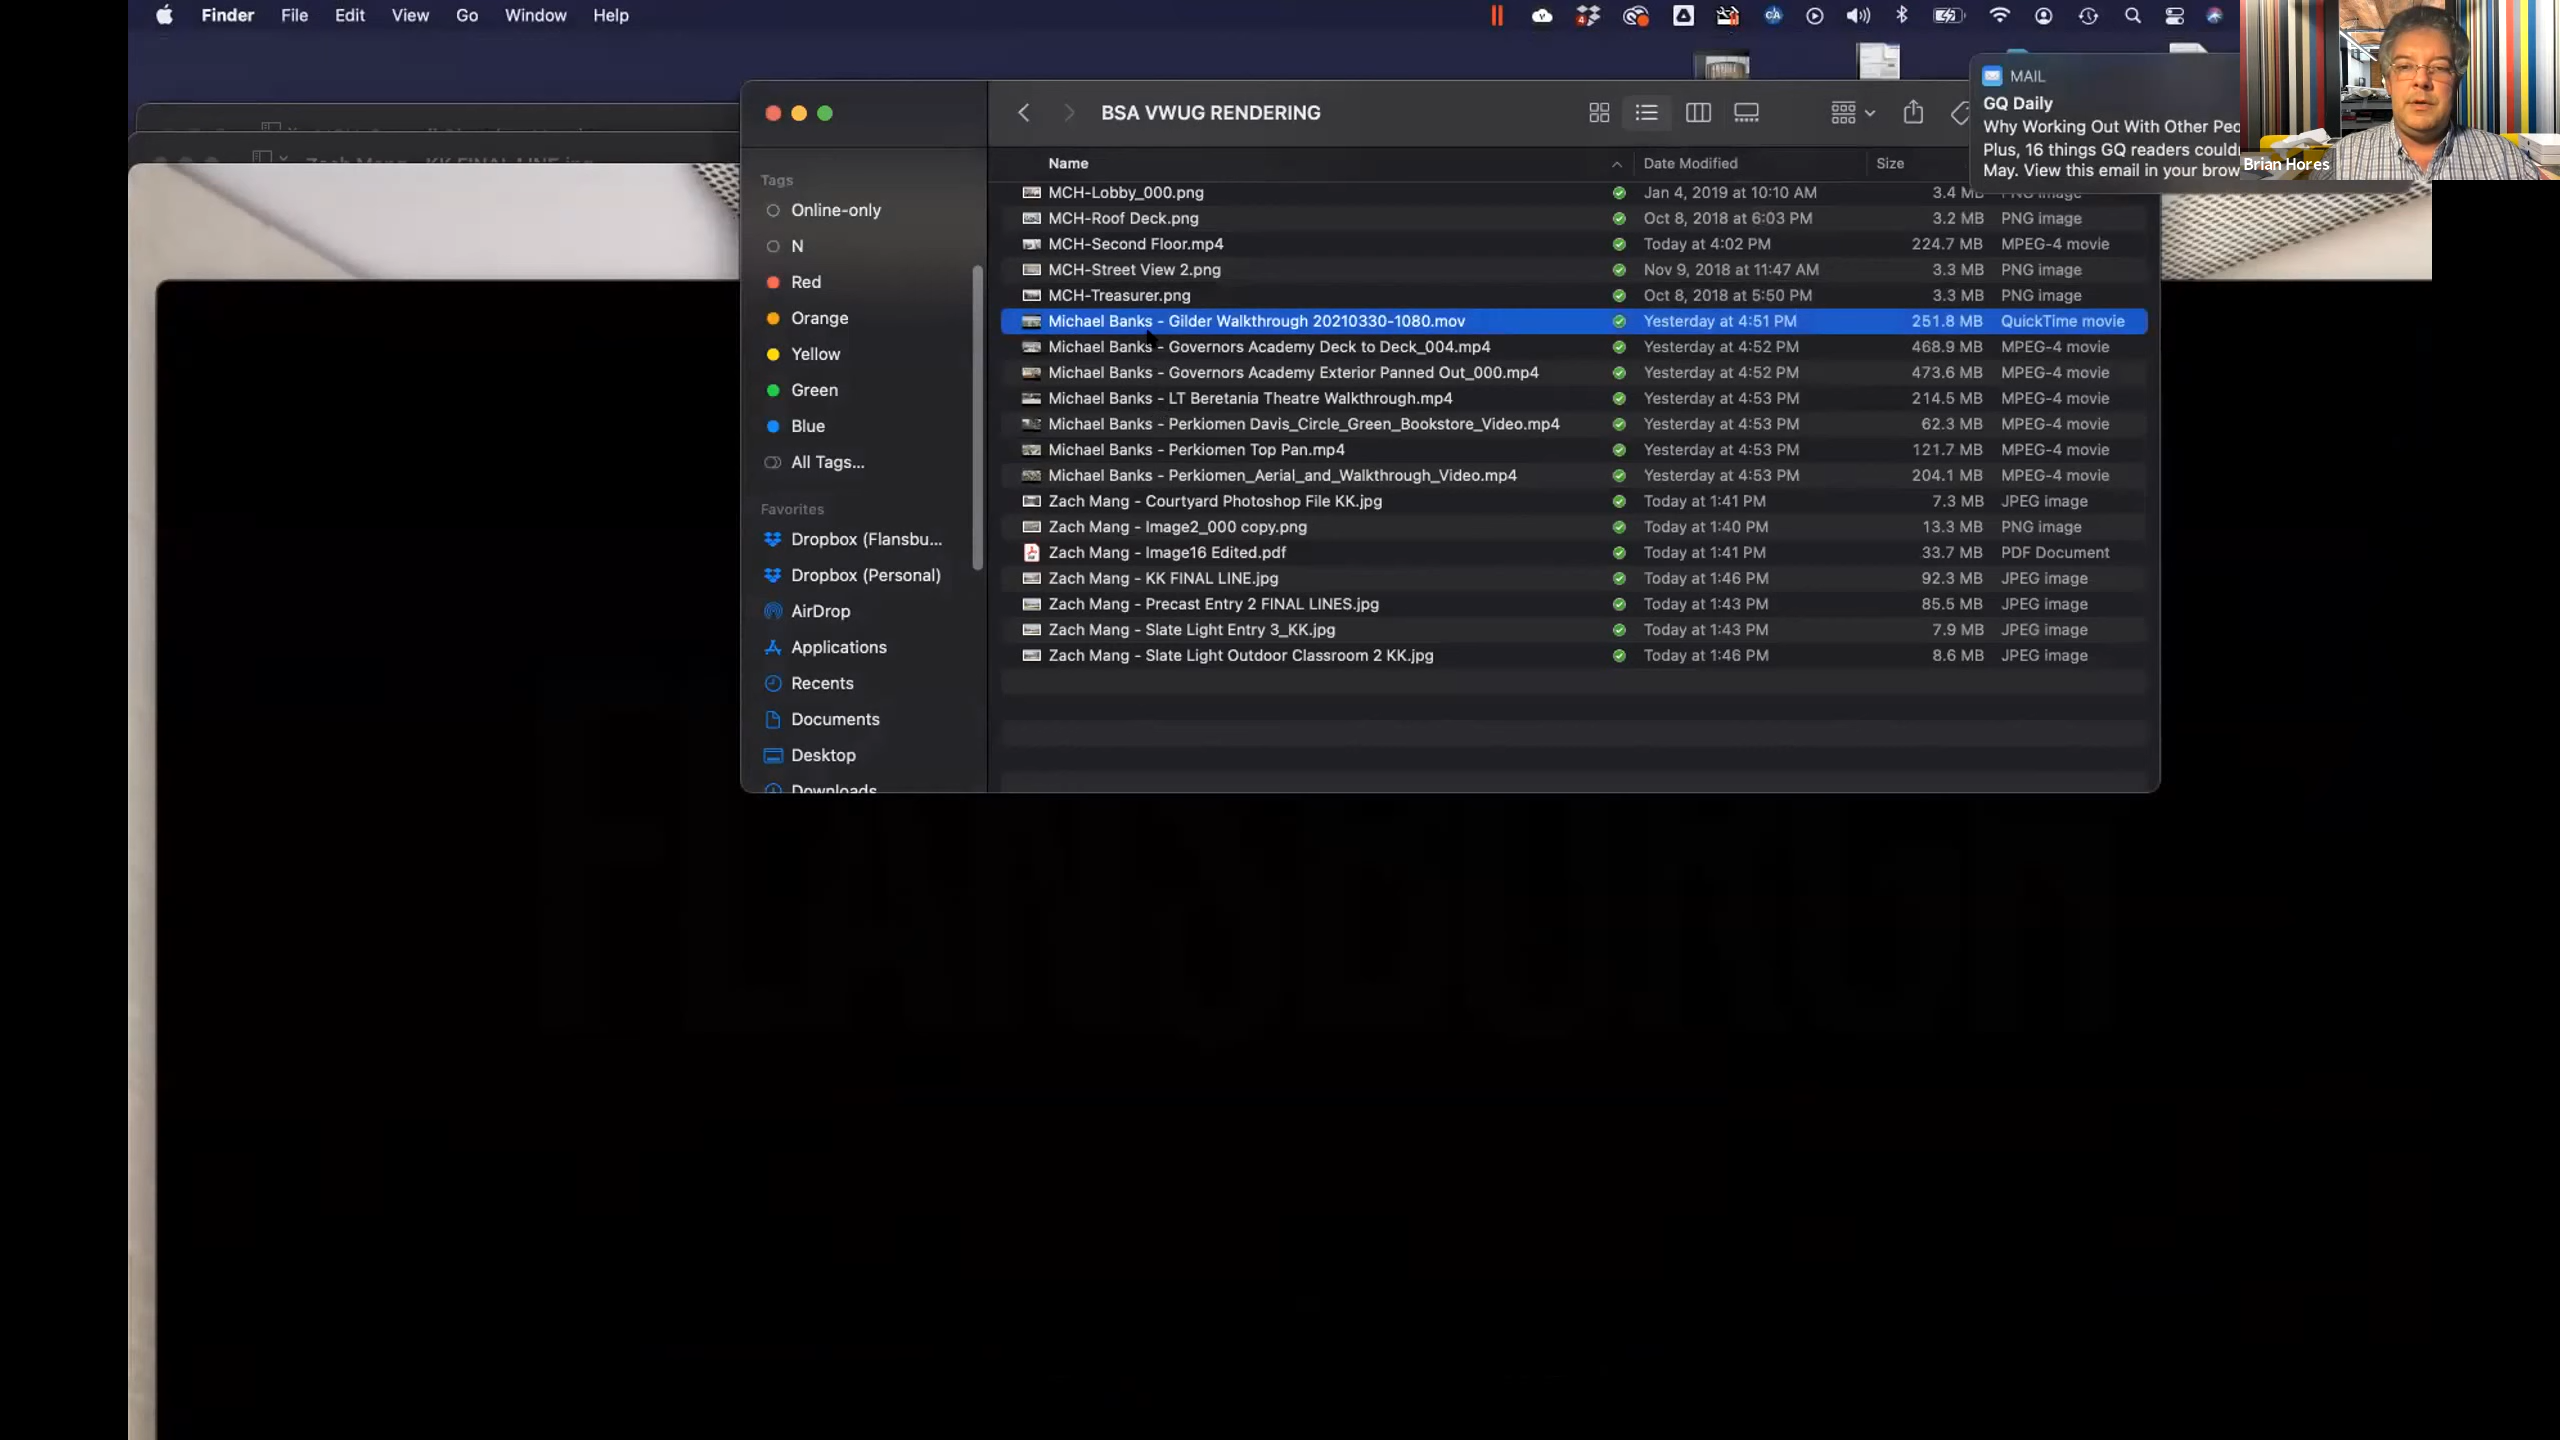 Finder File Edit View Go Window Help
MAIL
GQ Daily
Why Working Out With Other Peo
Plus, 16 things GQ readers could
May. View this email in your brow
Brian Hores
BSA VWUG RENDERING
Zach Mang - KK FINAL LINE.jpg
Tags
Online-only
N
Red
Orange
Yellow
Green
Blue
All Tags...
Favorites
Dropbox (Flansbu...
Dropbox (Personal)
AirDrop
Applications
Recents
Documents
Desktop
Downloads
Name Date Modified Size
MCH-Lobby_000.png Jan 4, 2019 at 10:10 AM 3.4 MB PNG image
MCH-Roof Deck.png Oct 8, 2018 at 6:03 PM 3.2 MB PNG image
MCH-Second Floor.mp4 Today at 4:02 PM 224.7 MB MPEG-4 movie
MCH-Street View 2.png Nov 9, 2018 at 11:47 AM 3.3 MB PNG image
MCH-Treasurer.png Oct 8, 2018 at 5:50 PM 3.3 MB PNG image
Michael Banks - Gilder Walkthrough 20210330-1080.mov Yesterday at 4:51 PM 251.8 MB QuickTime movie
Michael Banks - Governors Academy Deck to Deck_004.mp4 Yesterday at 4:52 PM 468.9 MB MPEG-4 movie
Michael Banks - Governors Academy Exterior Panned Out_000.mp4 Yesterday at 4:52 PM 473.6 MB MPEG-4 movie
Michael Banks - LT Beretania Theatre Walkthrough.mp4 Yesterday at 4:53 PM 214.5 MB MPEG-4 movie
Michael Banks - Perkiomen Davis_Circle_Green_Bookstore_Video.mp4 Yesterday at 4:53 PM 62.3 MB MPEG-4 movie
Michael Banks - Perkiomen Top Pan.mp4 Yesterday at 4:53 PM 121.7 MB MPEG-4 movie
Michael Banks - Perkiomen_Aerial_and_Walkthrough_Video.mp4 Yesterday at 4:53 PM 204.1 MB MPEG-4 movie
Zach Mang - Courtyard Photoshop File KK.jpg Today at 1:41 PM 7.3 MB JPEG image
Zach Mang - Image2_000 copy.png Today at 1:40 PM 13.3 MB PNG image
Zach Mang - Image16 Edited.pdf Today at 1:41 PM 33.7 MB PDF Document
Zach Mang - KK FINAL LINE.jpg Today at 1:46 PM 92.3 MB JPEG image
Zach Mang - Precast Entry 2 FINAL LINES.jpg Today at 1:43 PM 85.5 MB JPEG image
Zach Mang - Slate Light Entry 3_KK.jpg Today at 1:43 PM 7.9 MB JPEG image
Zach Mang - Slate Light Outdoor Classroom 2 KK.jpg Today at 1:46 PM 8.6 MB JPEG image